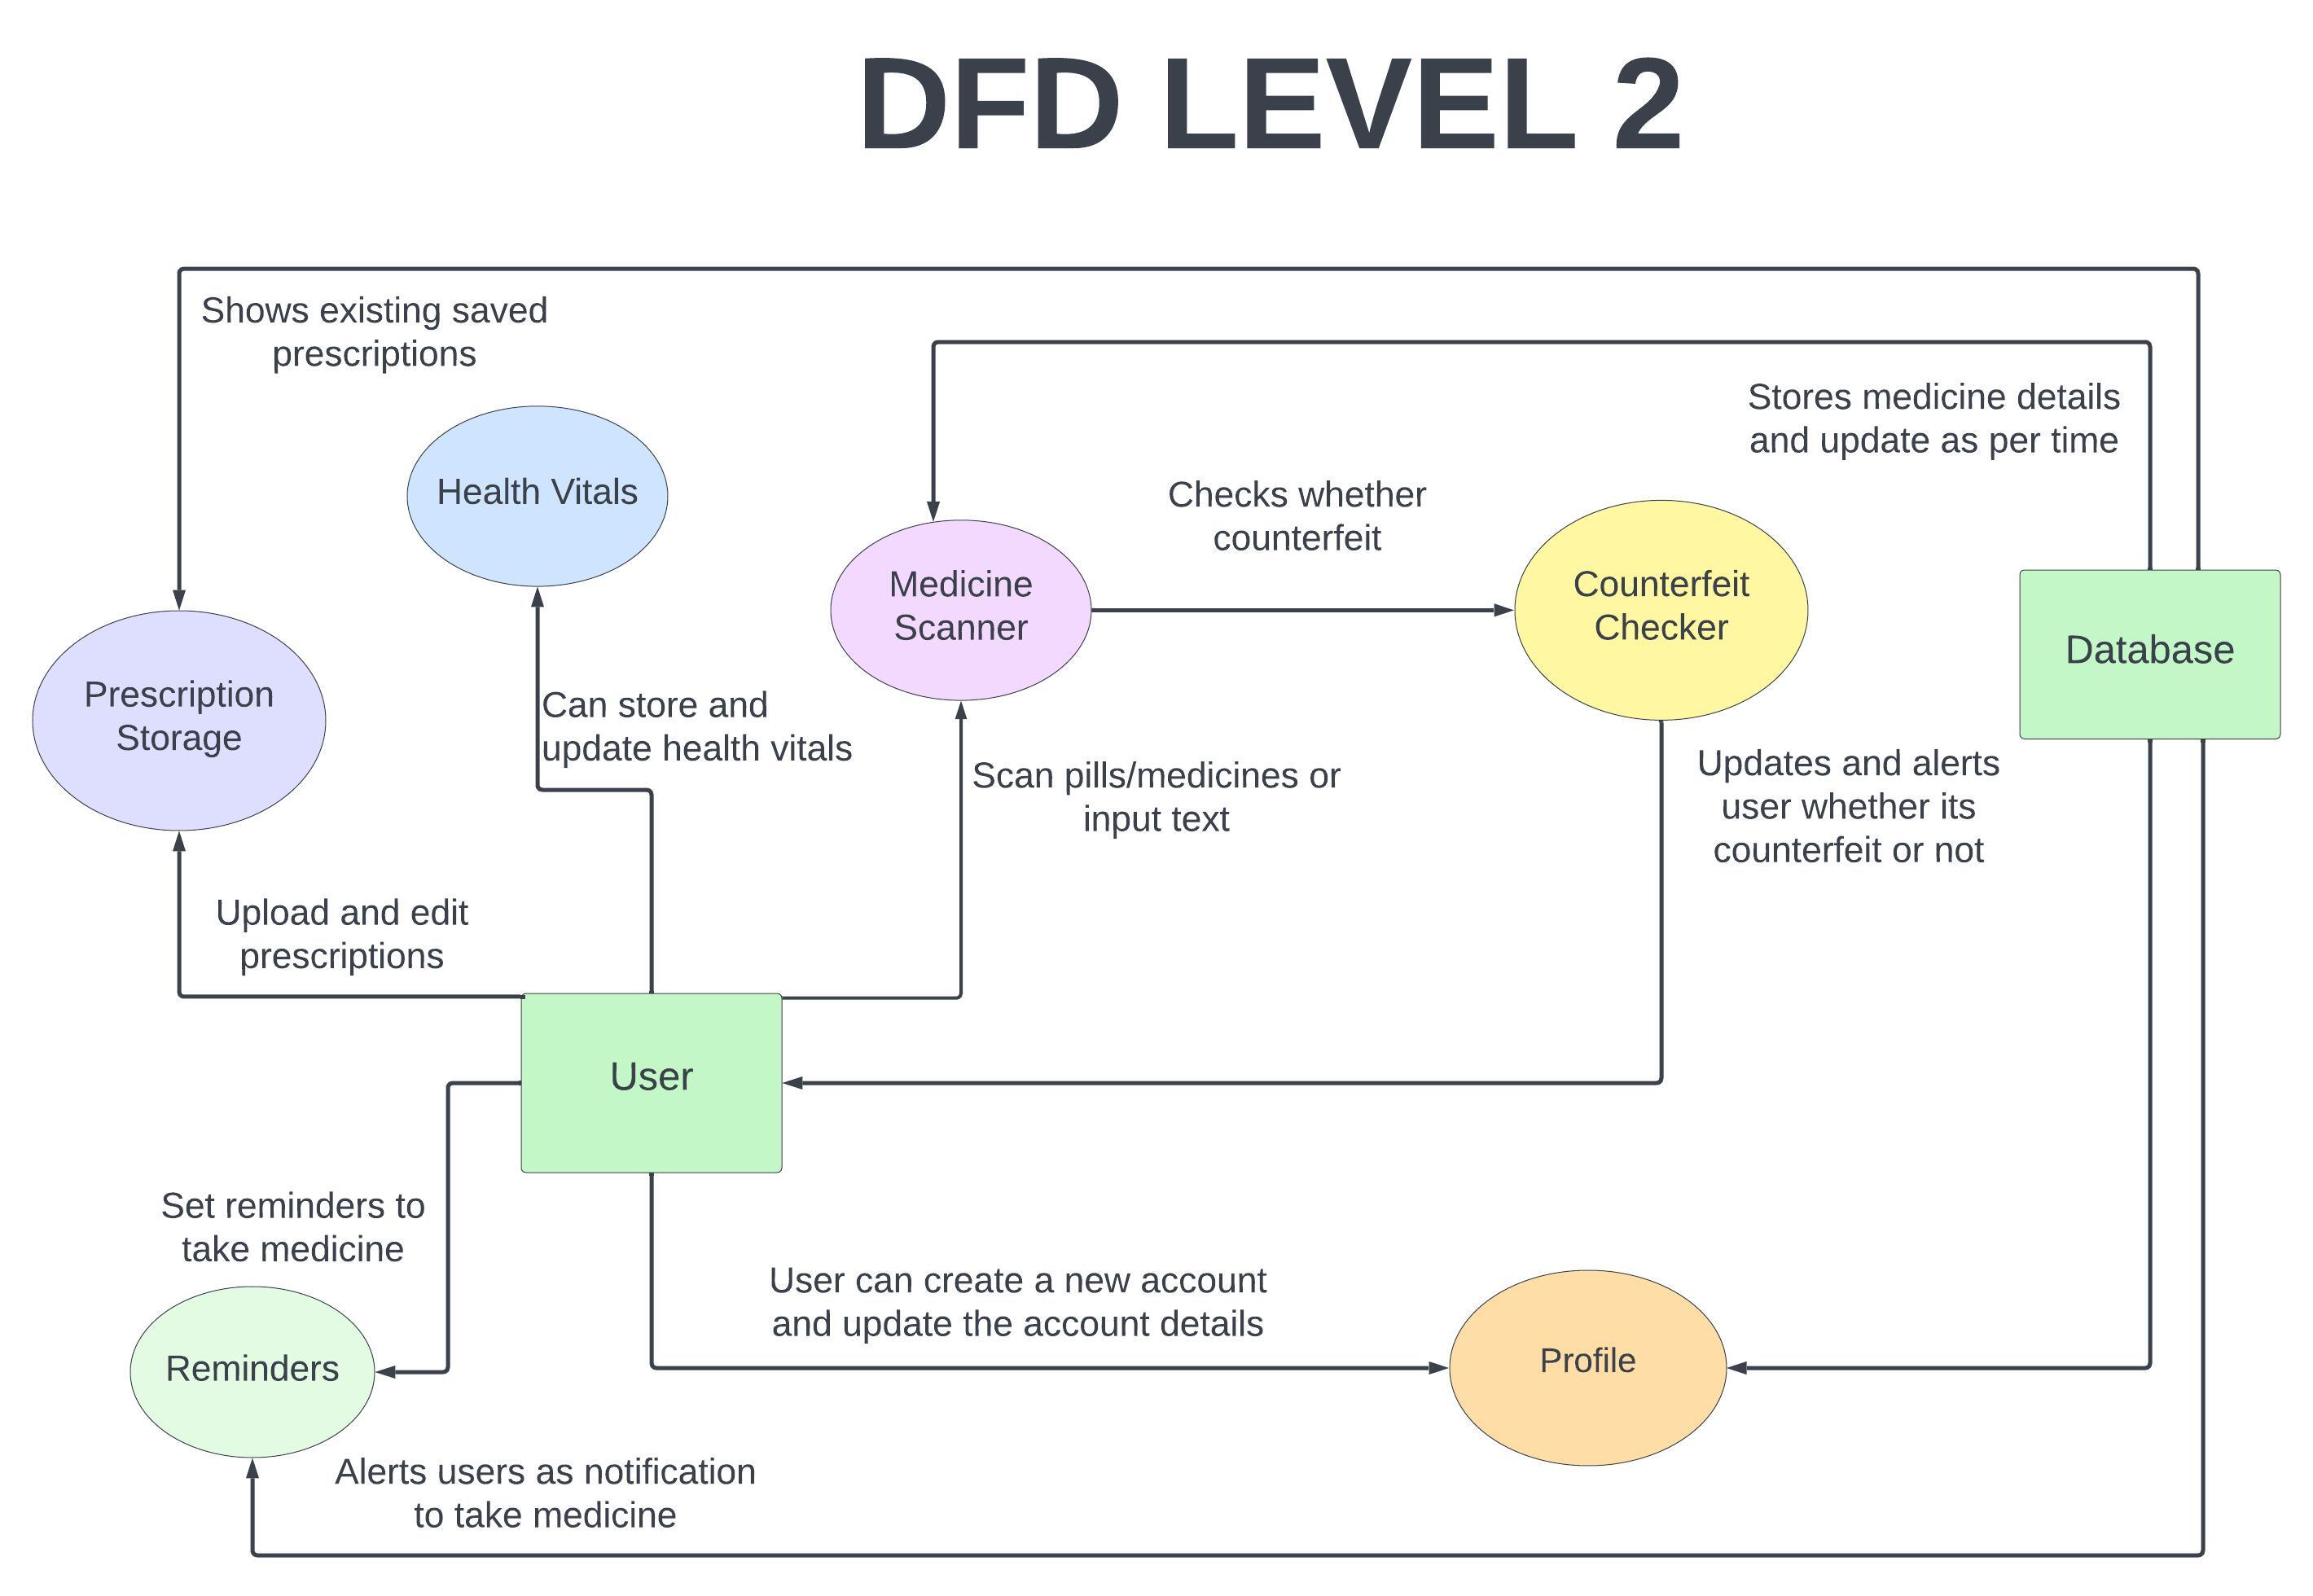 DFD LEVEL 2
Shows existing saved
prescriptions
Stores medicine details
and update as per time
Health Vitals
Checks whether
counterfeit
Medicine
Scanner
Counterfeit
Checker
Database
Prescription
Storage
Can store and
update health vitals
Scan pills/medicines or
input text
Updates and alerts
user whether its
counterfeit or not
Upload and edit
prescriptions
User
Set reminders to
take medicine
User can create a new account
and update the account details
Reminders
Profile
Alerts users as notification
to take medicine